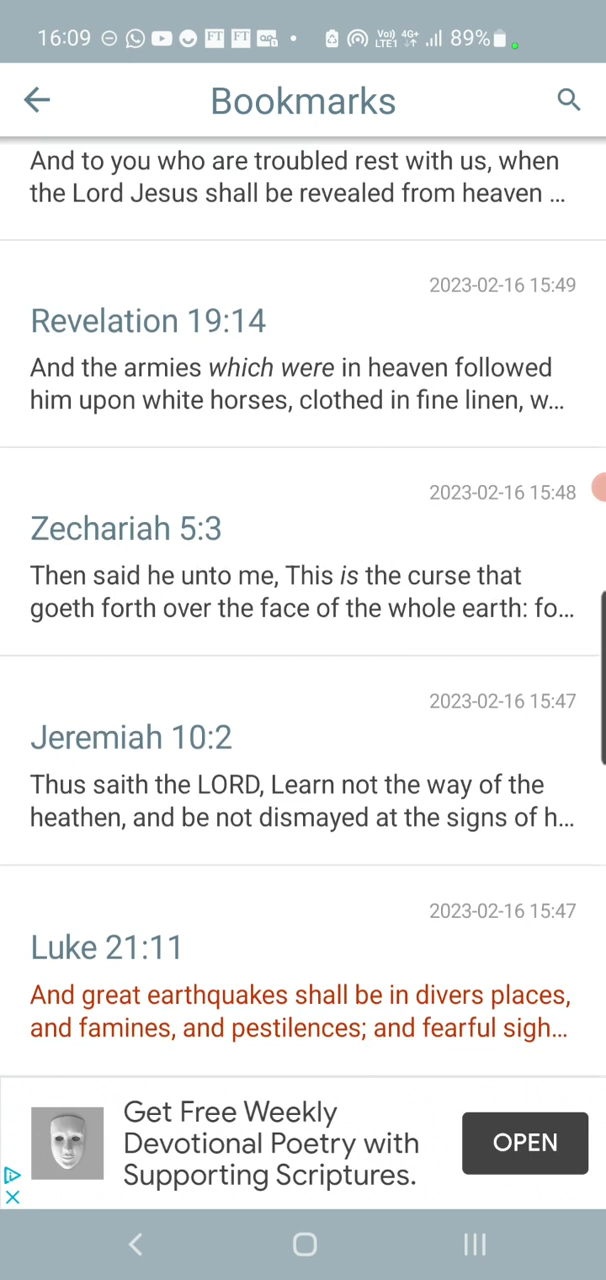 16:09 FT FT Vo)) LTE1 4G+ 89%
Bookmarks
And to you who are troubled rest with us, when
the Lord Jesus shall be revealed from heaven ...
2023-02-16 15:49
Revelation 19:14
And the armies which were in heaven followed
him upon white horses, clothed in fine linen, w...
2023-02-16 15:48
Zechariah 5:3
Then said he unto me, This is the curse that
goeth forth over the face of the whole earth: fo...
2023-02-16 15:47
Jeremiah 10:2
Thus saith the LORD, Learn not the way of the
heathen, and be not dismayed at the signs of h...
2023-02-16 15:47
Luke 21:11
And great earthquakes shall be in divers places,
and famines, and pestilences; and fearful sigh...
Get Free Weekly
Devotional Poetry with
Supporting Scriptures.
OPEN